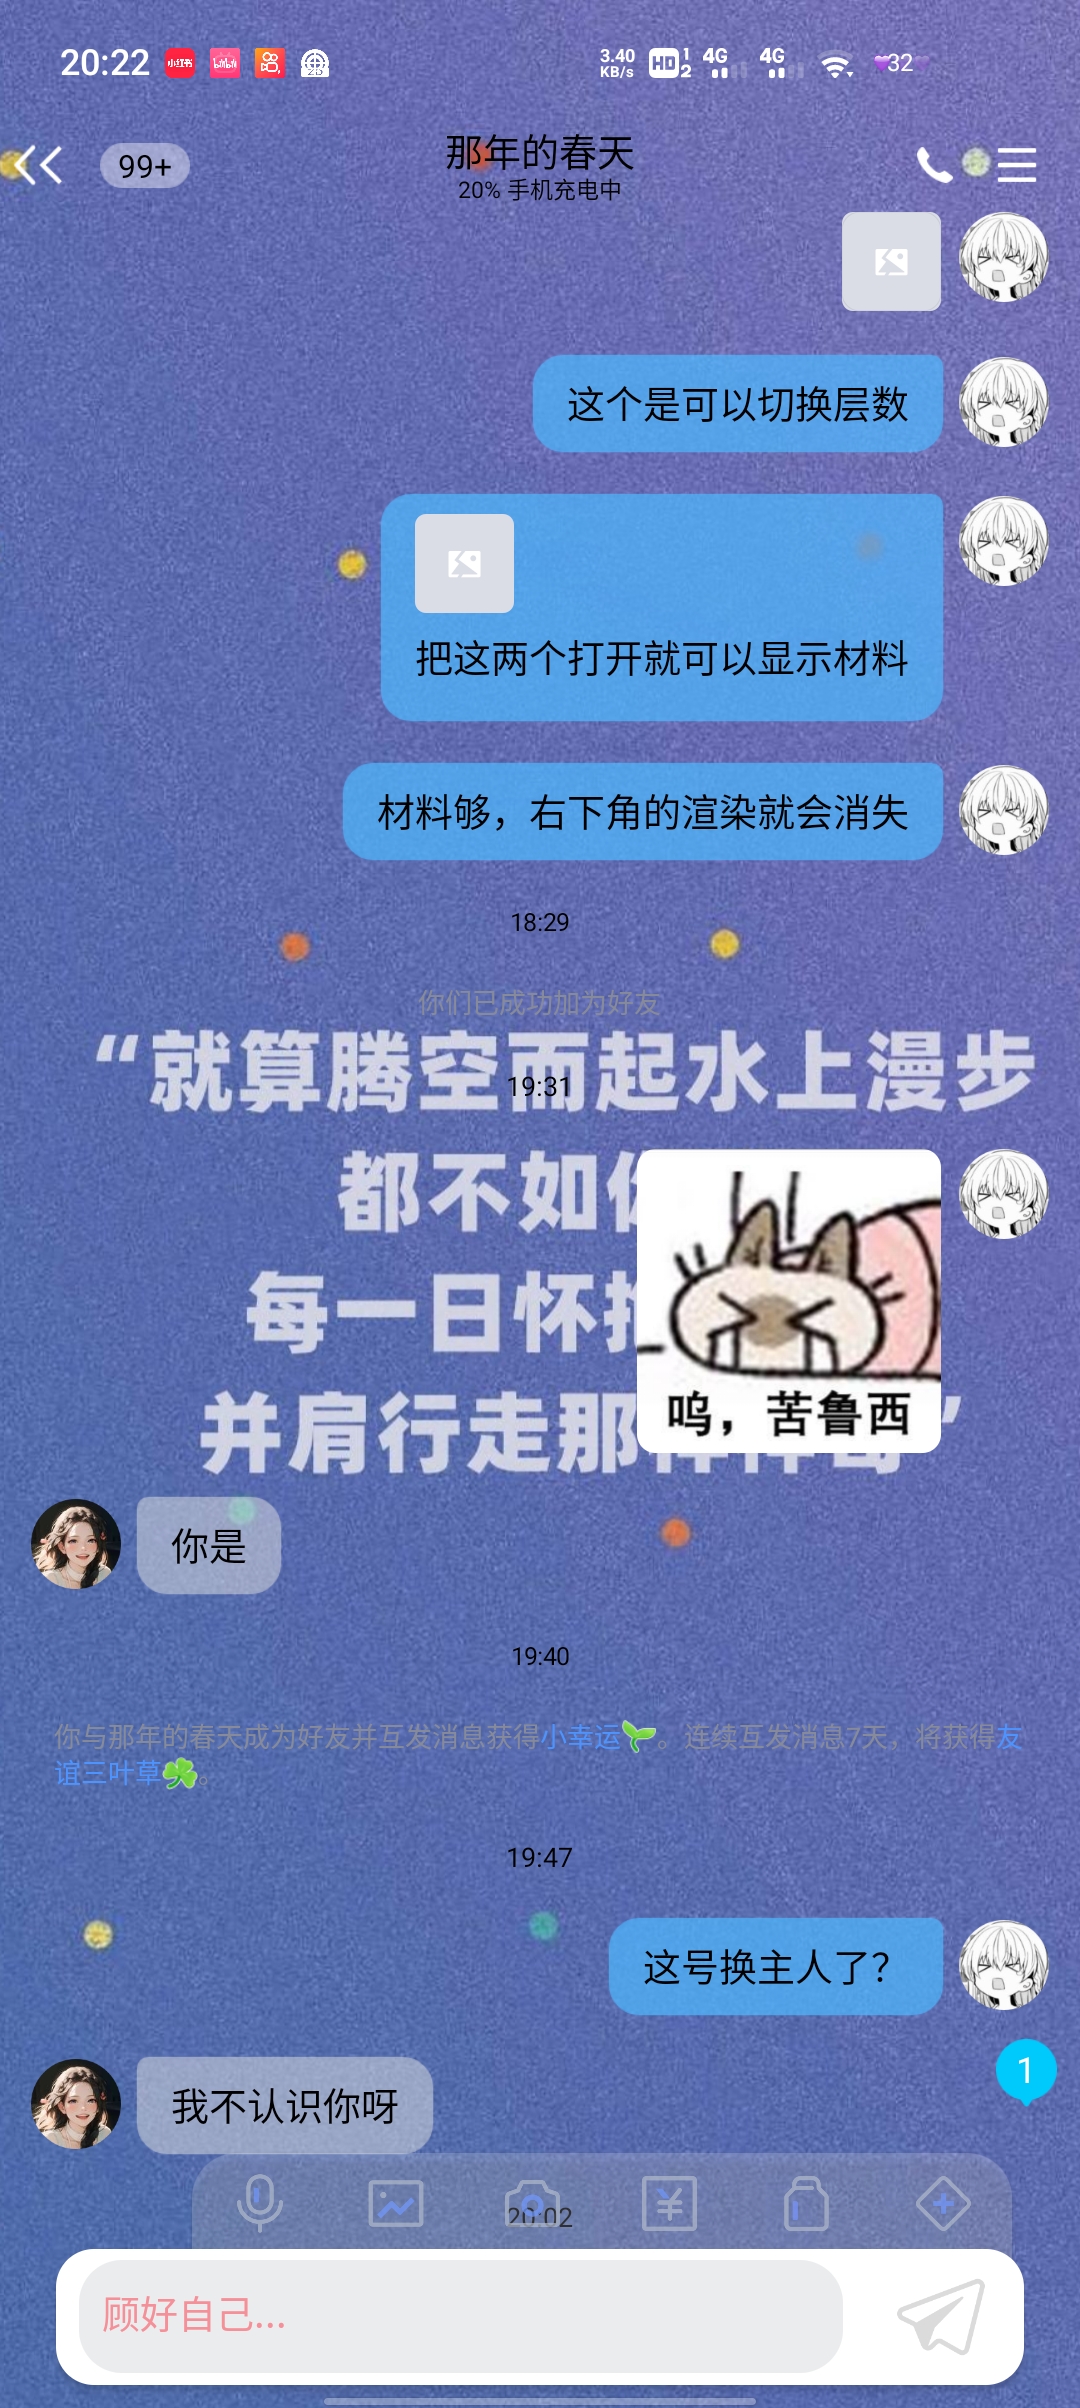 20:22
小红书
bilibili
3.40
KB/s
HD
1
2
4G
4G
32
99+
那年的春天
20% 手机充电中
这个是可以切换层数
把这两个打开就可以显示材料
材料够，右下角的渲染就会消失
18:29
你们已成功加为好友
“就算腾空而起水上漫步
19:31
都不如
每一日怀
并肩行走那
”
呜，苦鲁西
你是
19:40
你与那年的春天成为好友并互发消息获得小幸运。连续互发消息7天，将获得友
谊三叶草。
19:47
这号换主人了？
1
我不认识你呀
20:02
顾好自己...